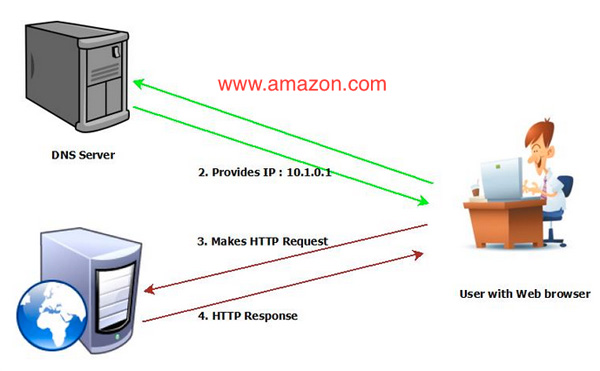 www.amazon.com
DNS Server
2. Provides IP : 10.1.0.1
3. Makes HTTP Request
User with Web browser
4. HTTP Response